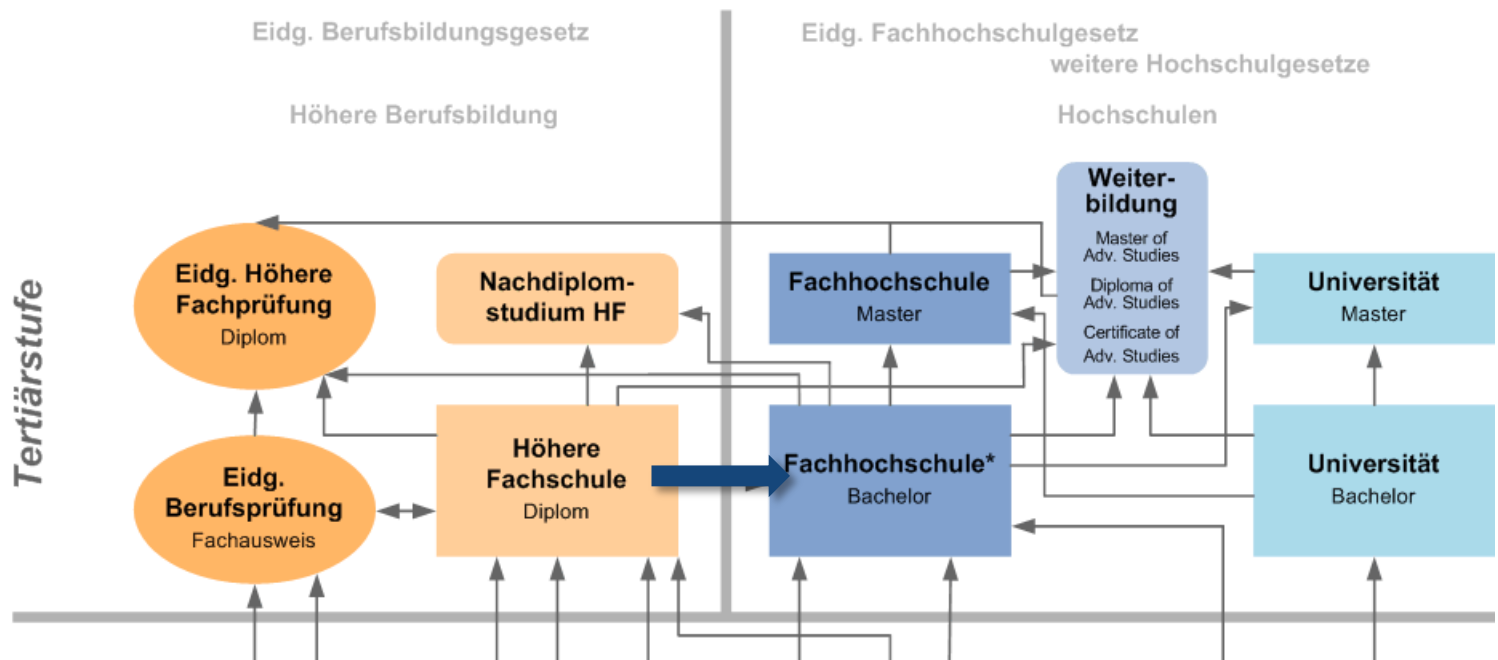 Eidg. Berufsbildungsgesetz
Eidg. Fachhochschulgesetz
weitere Hochschulgesetze
Höhere Berufsbildung
Hochschulen
Tertiärstufe
Eidg. Höhere
Fachprüfung
Diplom
Nachdiplom-
studium HF
Fachhochschule
Master
Weiter-
bildung
Master of
Adv. Studies
Diploma of
Adv. Studies
Certificate of
Adv. Studies
Universität
Master
Eidg.
Berufsprüfung
Fachausweis
Höhere
Fachschule
Diplom
Fachhochschule*
Bachelor
Universität
Bachelor